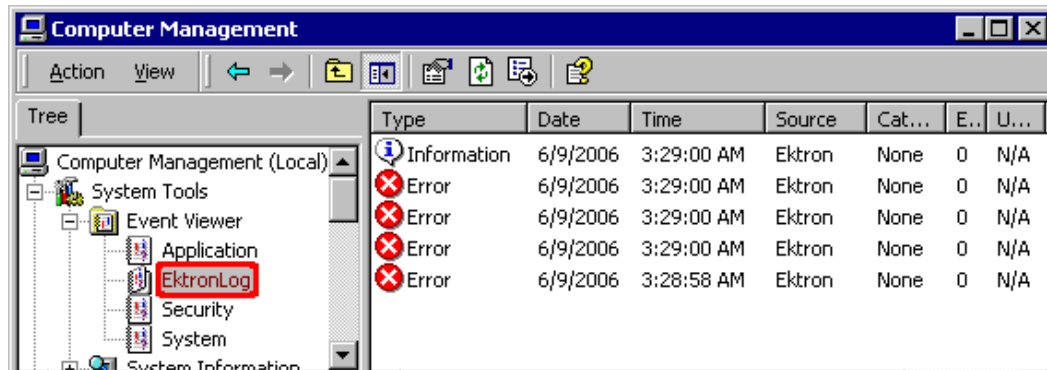 Computer Management
Action View
Tree
Type Date Time Source Cat... E.. U...
Computer Management (Local)
System Tools
Event Viewer
Application
EktronLog
Security
System
System Information
Information 6/9/2006 3:29:00 AM Ektron None 0 N/A
Error 6/9/2006 3:29:00 AM Ektron None 0 N/A
Error 6/9/2006 3:29:00 AM Ektron None 0 N/A
Error 6/9/2006 3:29:00 AM Ektron None 0 N/A
Error 6/9/2006 3:28:58 AM Ektron None 0 N/A